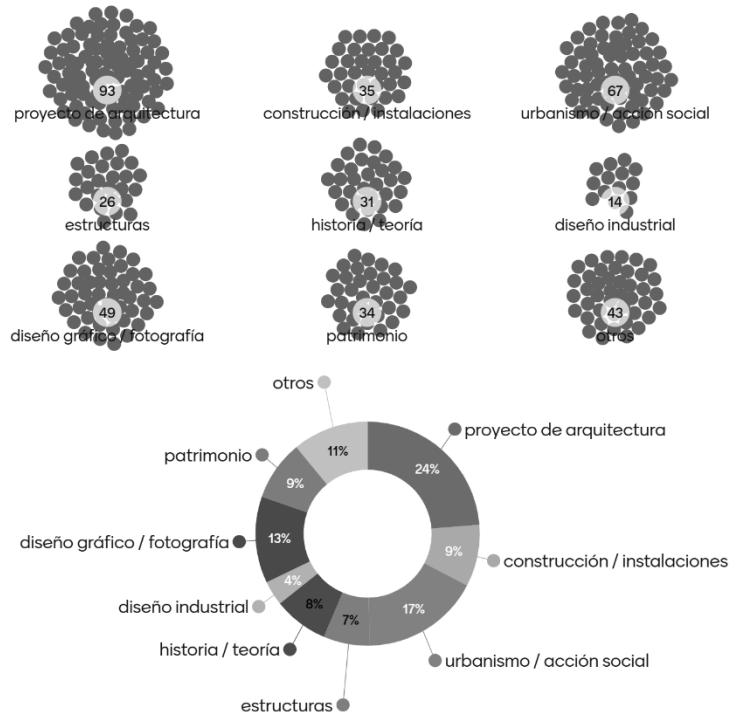 93
proyecto de arquitectura
35
construcción / instalaciones
67
urbanismo / acción social
26
estructuras
31
historia / teoría
14
diseño industrial
49
diseño gráfico / fotografía
34
patrimonio
43
otros
otros
proyecto de arquitectura
patrimonio
11%
24%
9%
diseño gráfico / fotografía
13%
9%
construcción / instalaciones
4%
diseño industrial
8%
7%
17%
historia / teoría
urbanismo / acción social
estructuras